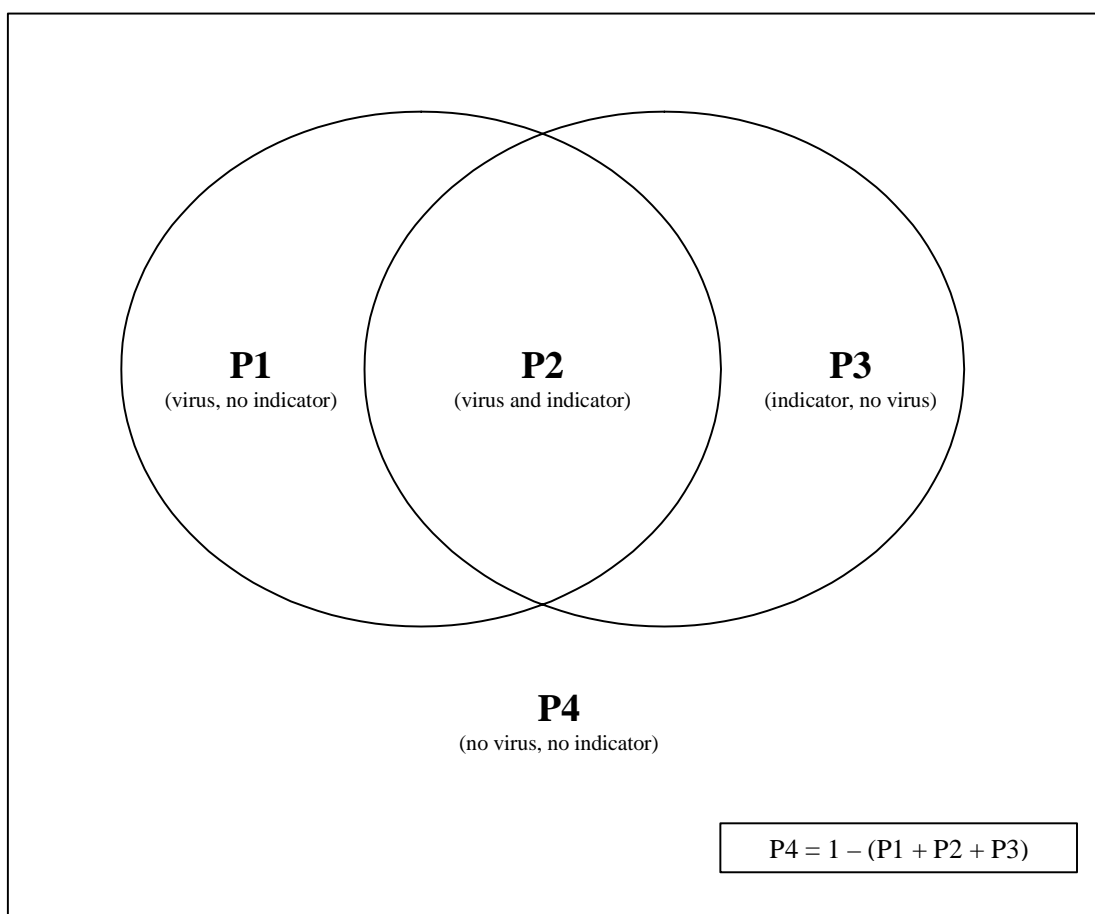 P1
(virus, no indicator)
P2
(virus and indicator)
P3
(indicator, no virus)
P4
(no virus, no indicator)
P4 = 1 – (P1 + P2 + P3)